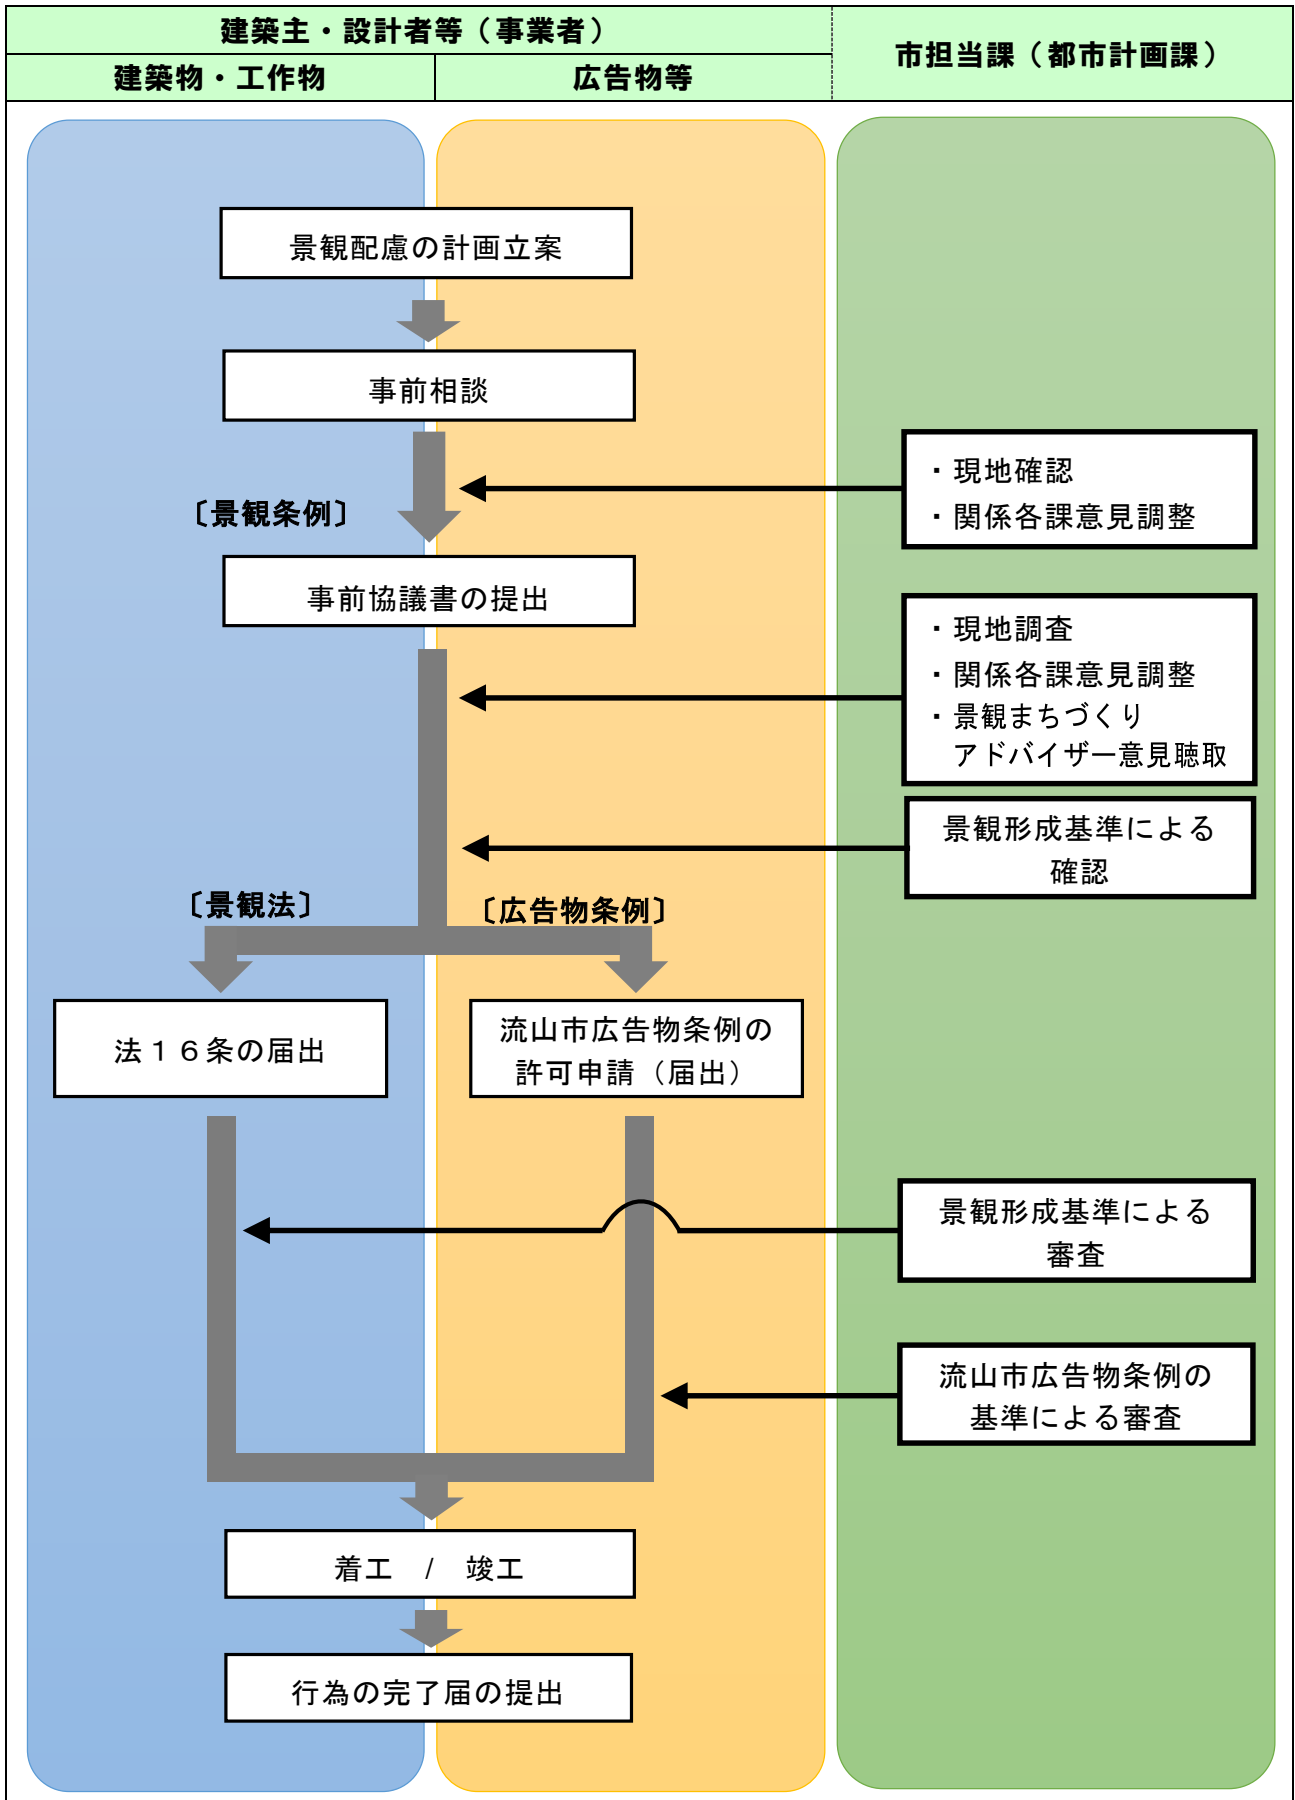 建築主・設計者等（事業者）
市担当課（都市計画課）
建築物・工作物
広告物等
景観配慮の計画立案
事前相談
・現地確認
・関係各課意見調整
〔景観条例〕
事前協議書の提出
・現地調査
・関係各課意見調整
・景観まちづくり
アドバイザー意見聴取
景観形成基準による
確認
〔景観法〕
〔広告物条例〕
法１６条の届出
流山市広告物条例の
許可申請（届出）
景観形成基準による
審査
流山市広告物条例の
基準による審査
着工　/　竣工
行為の完了届の提出